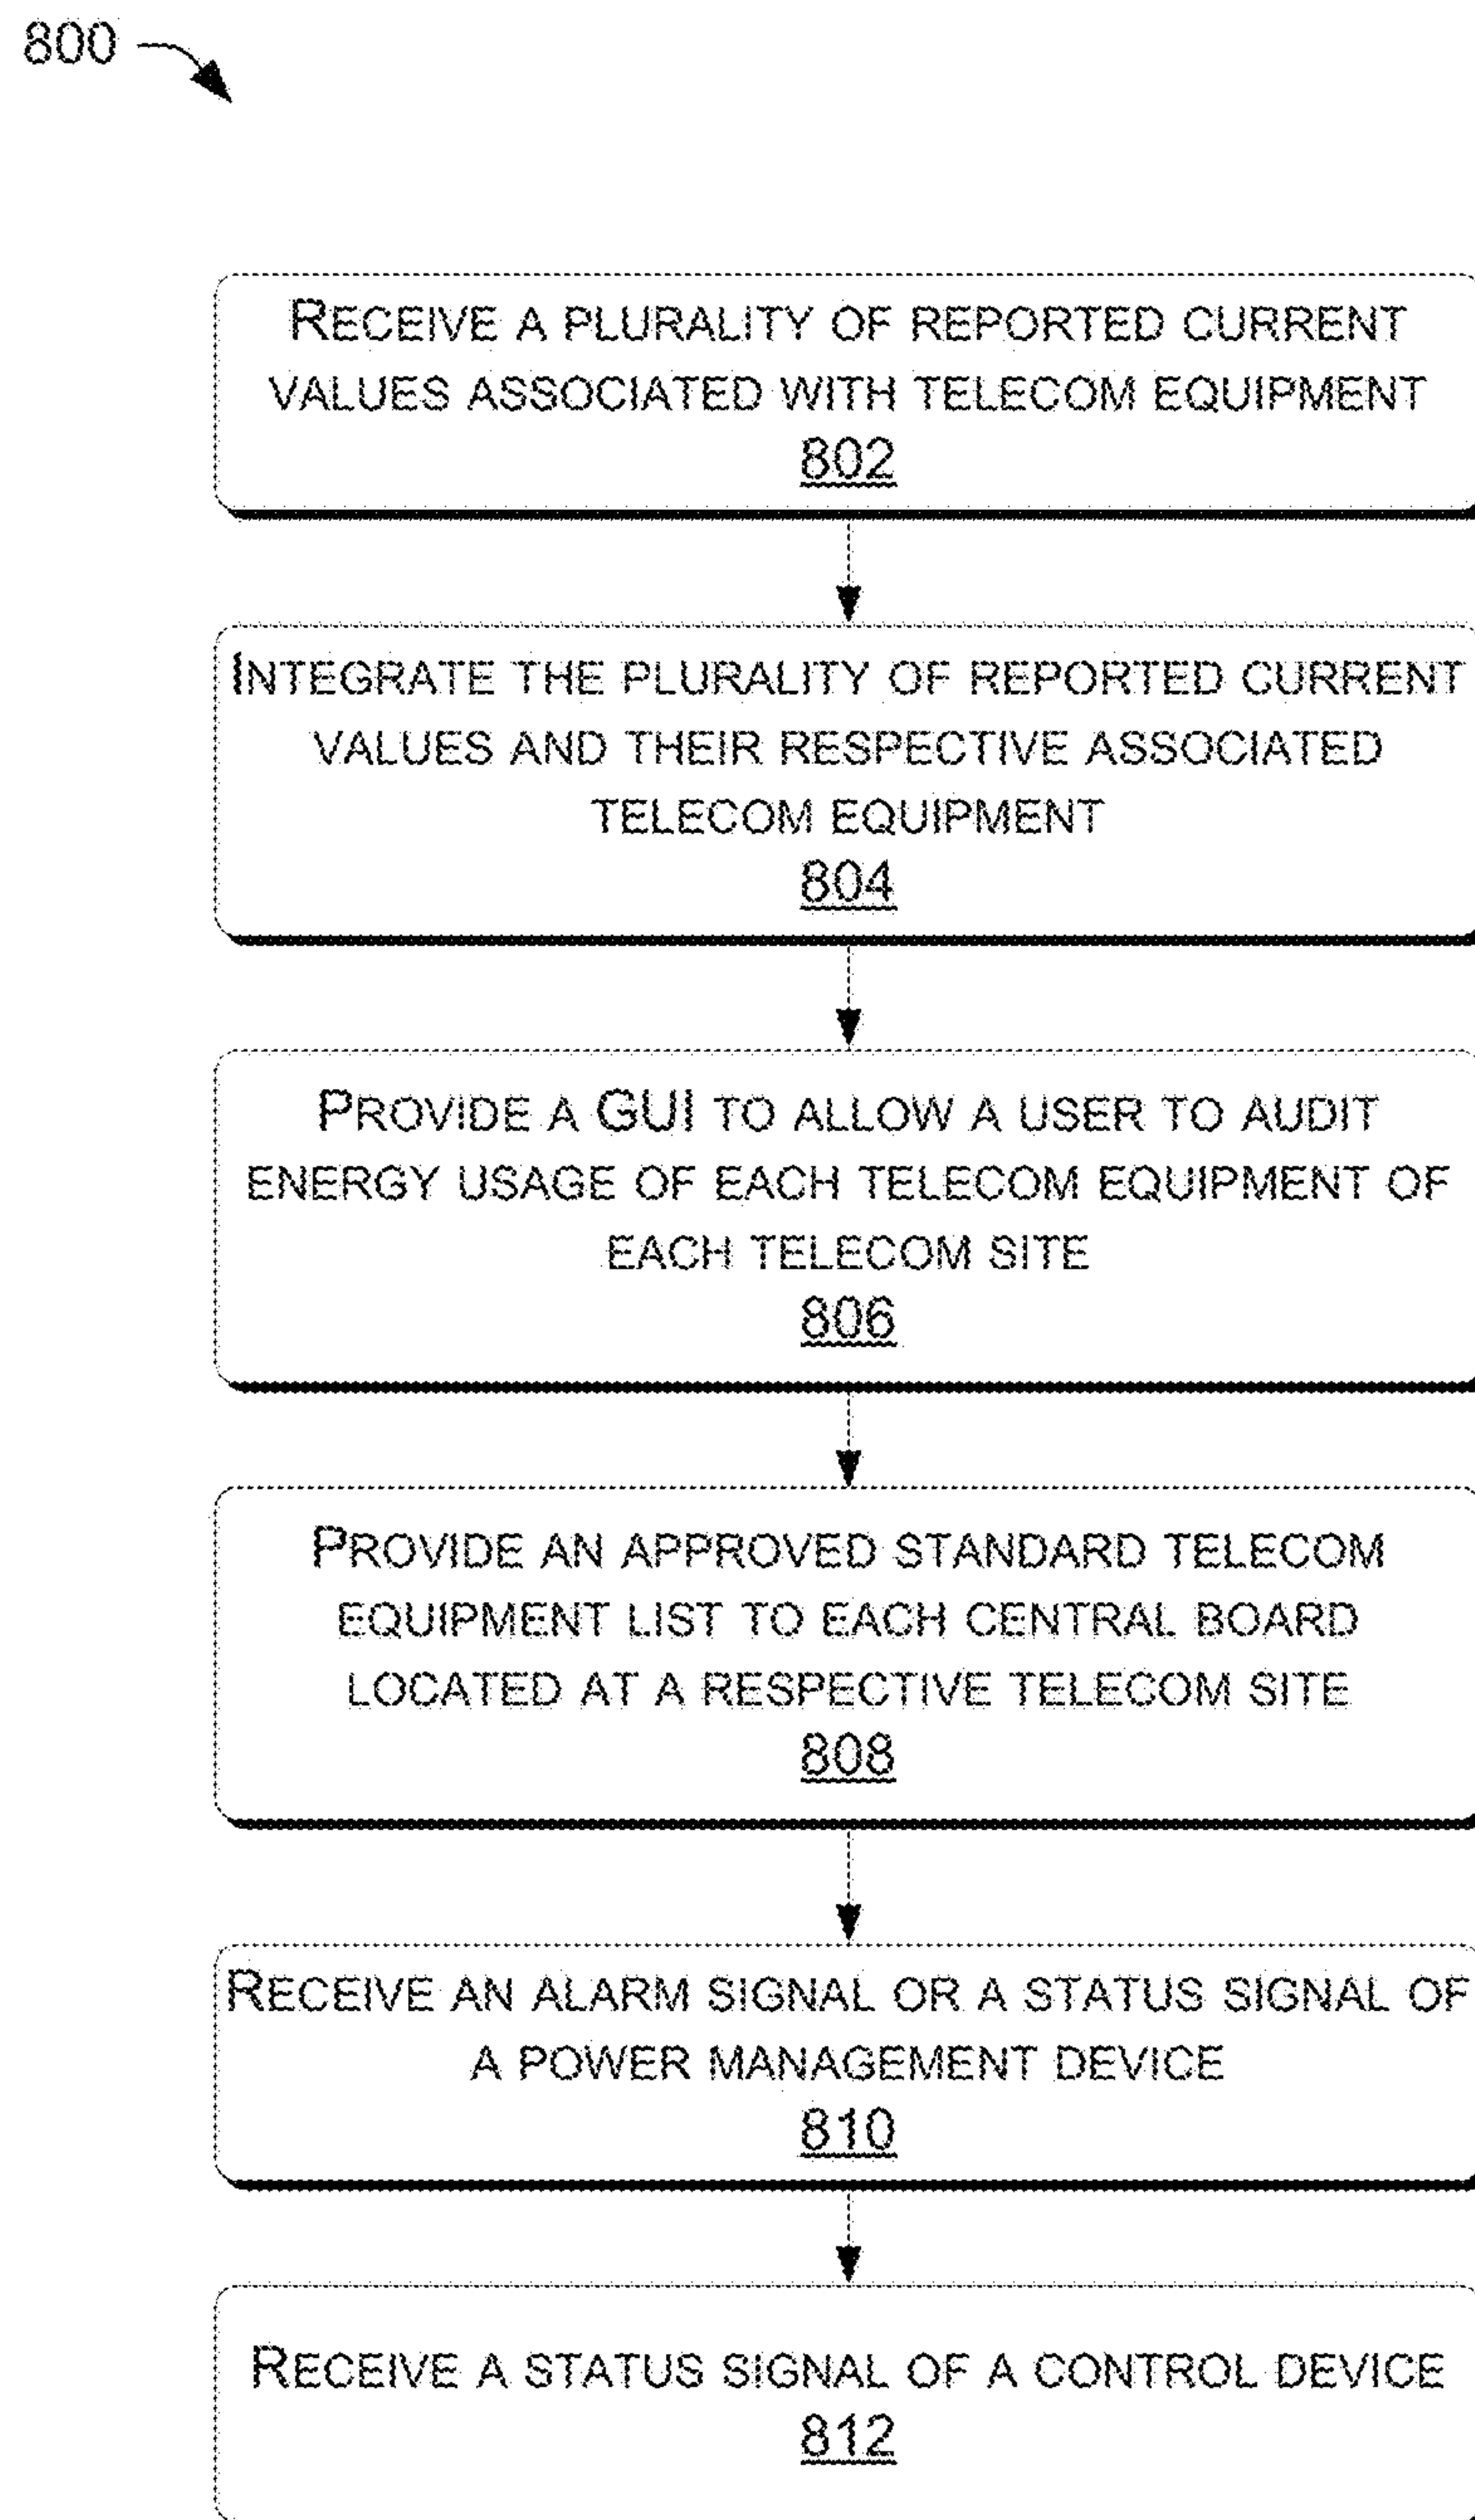 800
RECEIVE A PLURALITY OF REPORTED CURRENT
VALUES ASSOCIATED WITH TELECOM EQUIPMENT
802
INTEGRATE THE PLURALITY OF REPORTED CURRENT
VALUES AND THEIR RESPECTIVE ASSOCIATED
TELECOM EQUIPMENT
804
PROVIDE A GUI TO ALLOW A USER TO AUDIT
ENERGY USAGE OF EACH TELECOM EQUIPMENT OF
EACH TELECOM SITE
806
PROVIDE AN APPROVED STANDARD TELECOM
EQUIPMENT LIST TO EACH CENTRAL BOARD
LOCATED AT A RESPECTIVE TELECOM SITE
808
RECEIVE AN ALARM SIGNAL OR A STATUS SIGNAL OF
A POWER MANAGEMENT DEVICE
810
RECEIVE A STATUS SIGNAL OF A CONTROL DEVICE
812